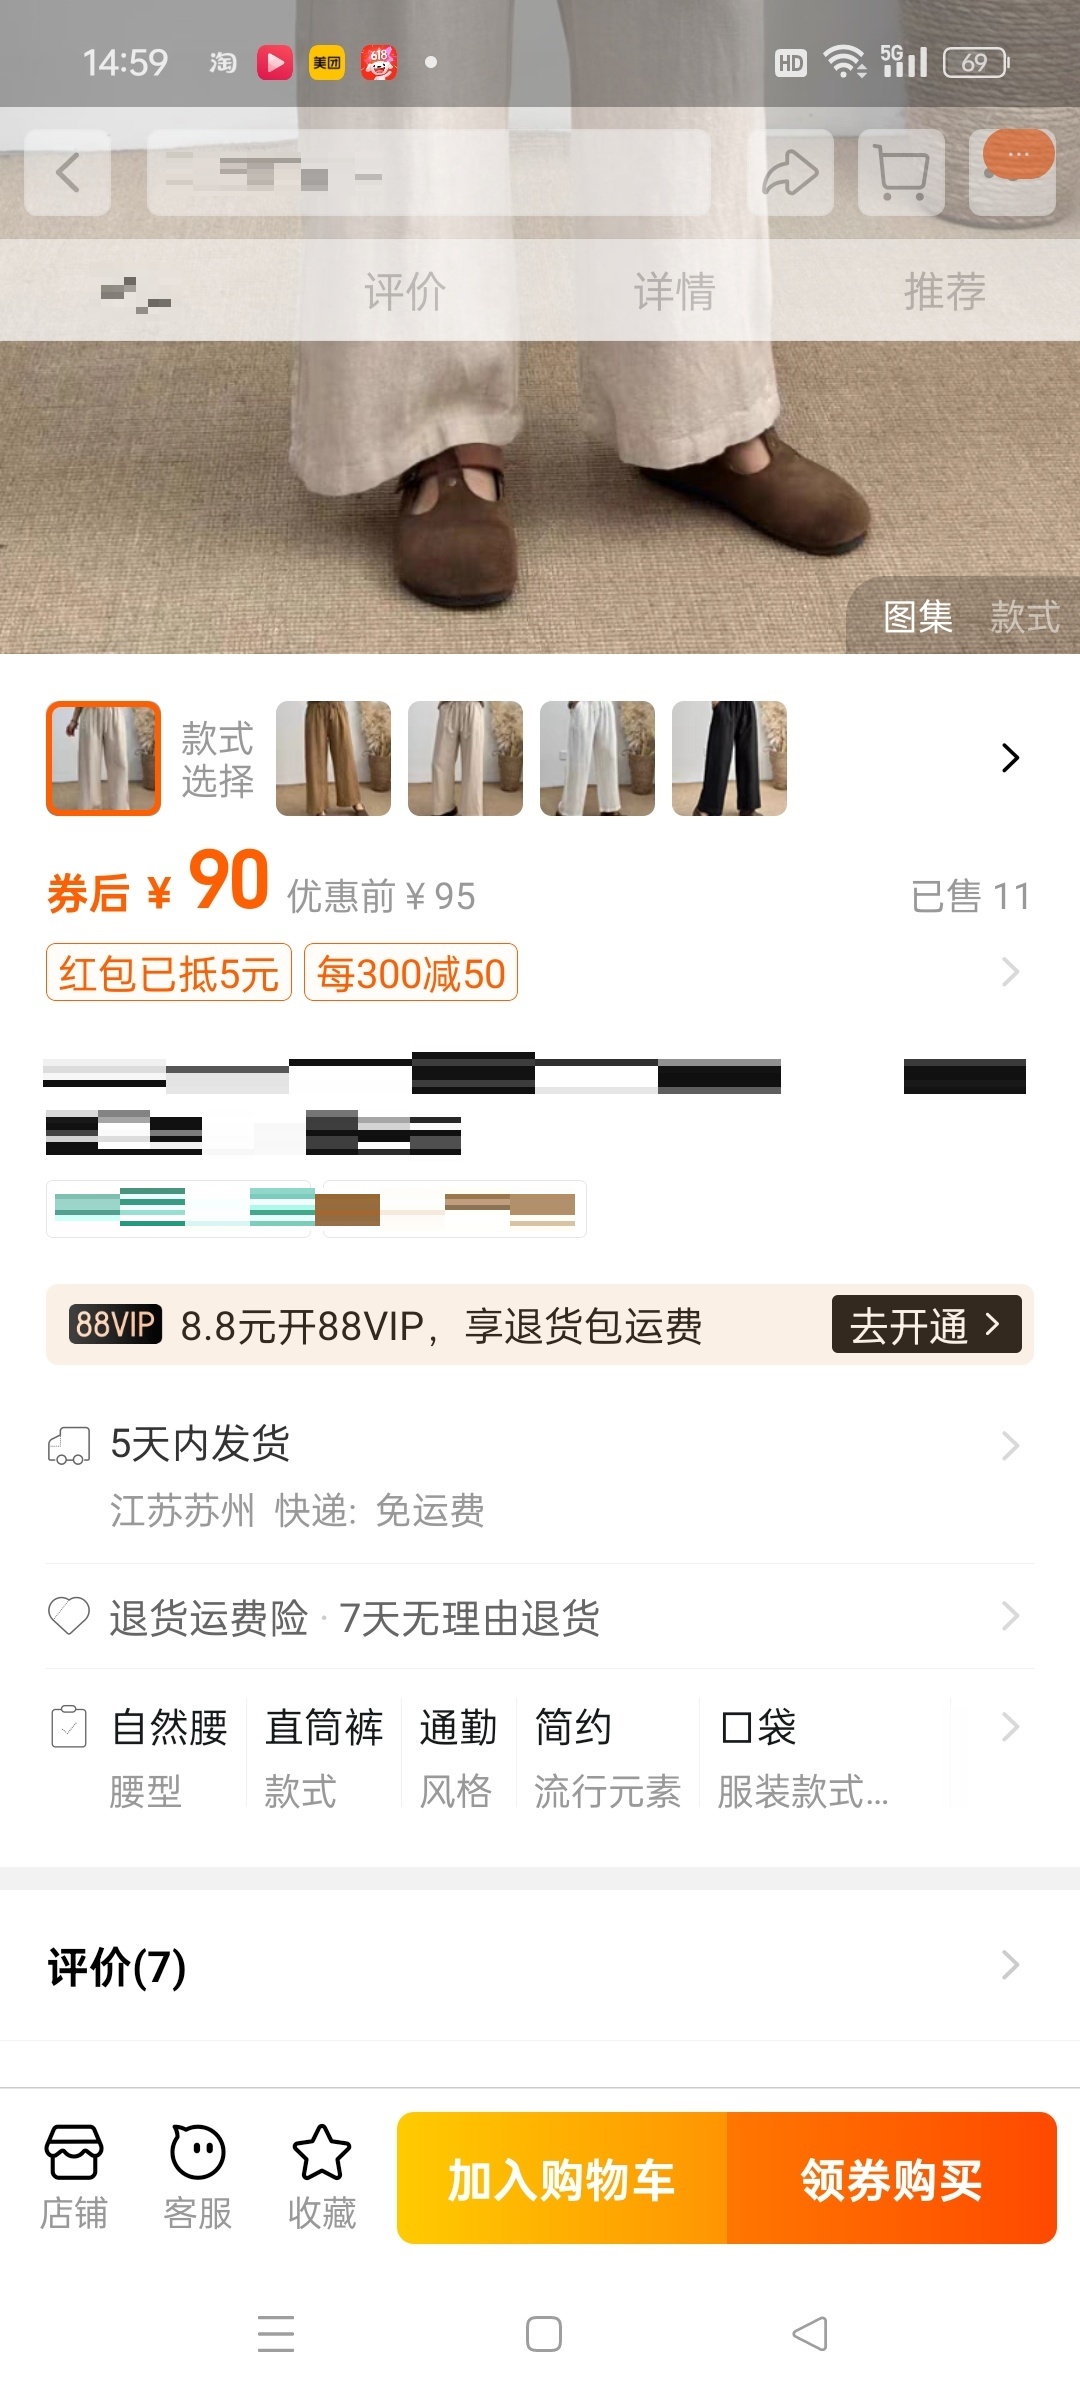 14:59 淘 美团 618 HD 5G 69
评价 详情 推荐
图集 款式
款式
选择
券后 ¥ 90 优惠前 ¥ 95 已售 11
红包已抵5元 每300减50
88VIP 8.8元开88VIP，享退货包运费 去开通
5天内发货
江苏苏州 快递: 免运费
退货运费险 · 7天无理由退货
自然腰 直筒裤 通勤 简约 口袋
腰型 款式 风格 流行元素 服装款式...
评价(7)
店铺 客服 收藏 加入购物车 领券购买